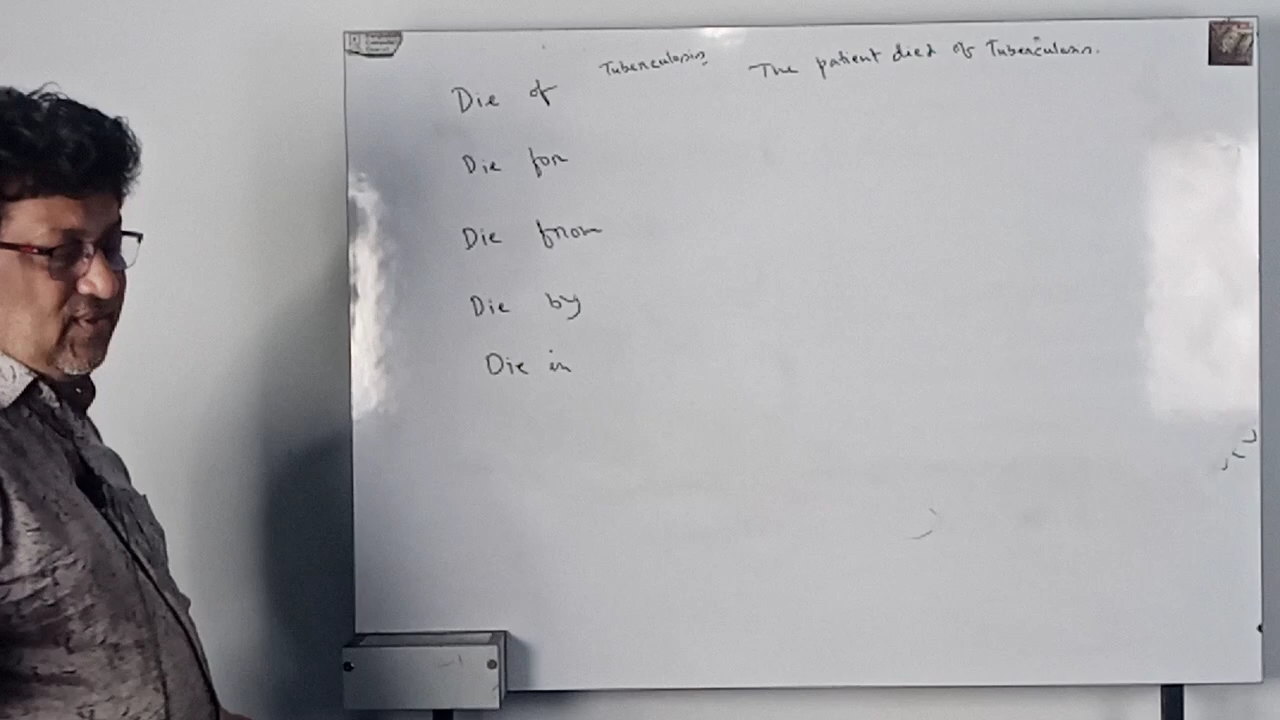 Die of Tuberculosis. The patient died of Tuberculosis.
Die for
Die from
Die by
Die in